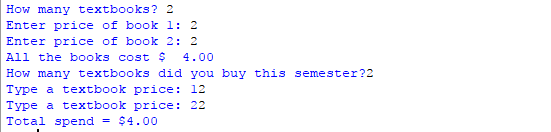 How many textbooks? 2
Enter price of book 1: 2
Enter price of book 2: 2
All the books cost $  4.00
How many textbooks did you buy this semester?2
Type a textbook price: 12
Type a textbook price: 22
Total spend = $4.00